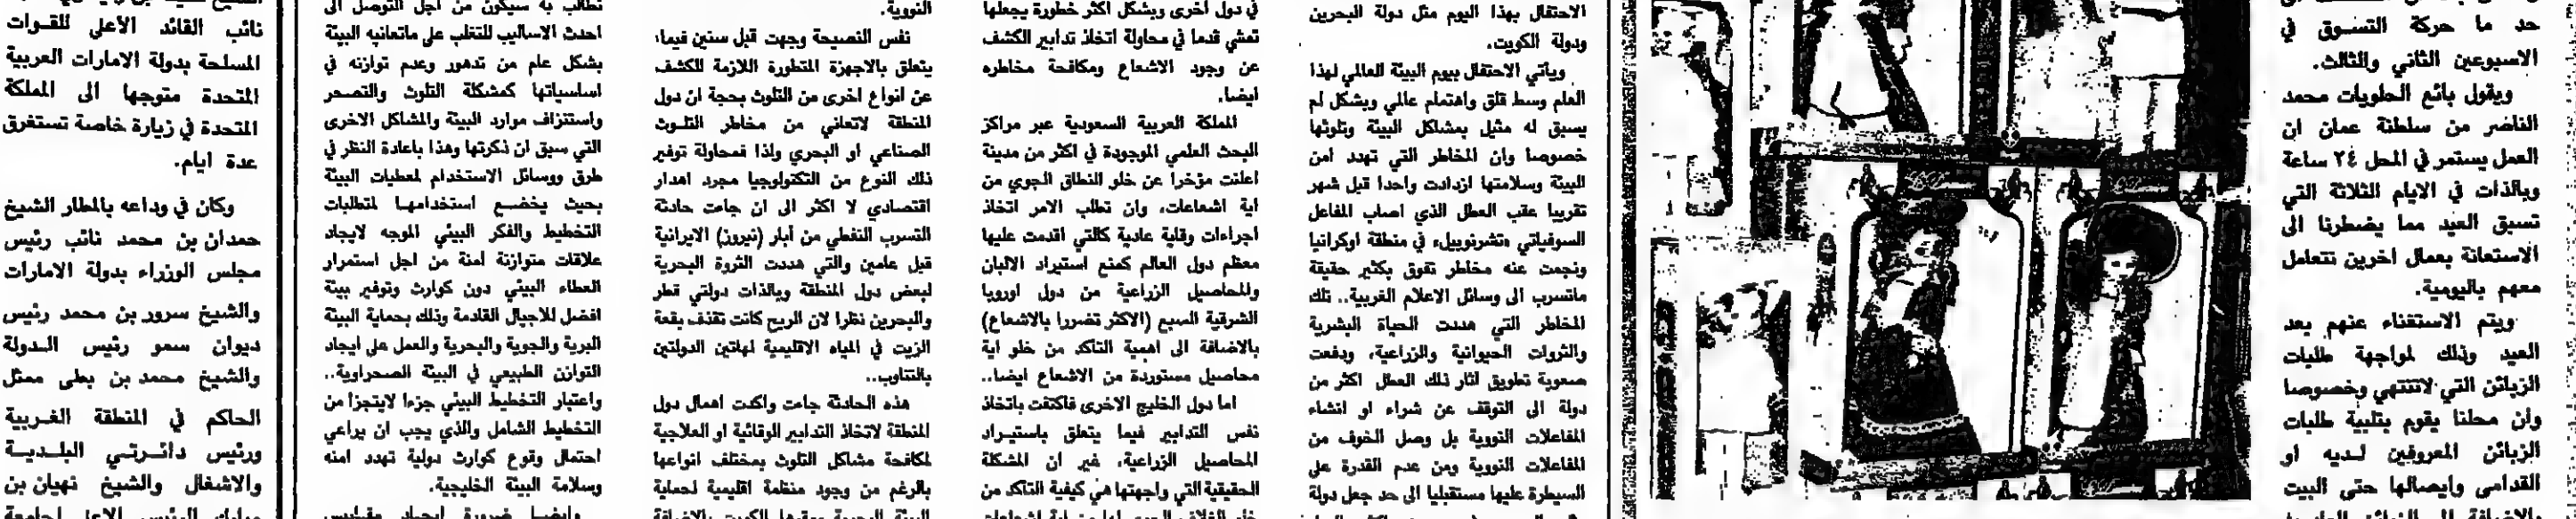 حد ما حركة التسوق في
الاسبوعين الثاني والثالث.
ويقول بائع الحلويات محمد
الناضر من سلطنة عمان ان
العمل يستمر في المحل ٢٤ ساعة
وبالذات في الايام الثلاثة التي
تسبق العيد مما يضطرنا الى
الاستعانة بعمال اخرين نتعامل
معهم باليومية.
ويتم الاستغناء عنهم بعد
العيد وذلك لمواجهة طلبات
الزبائن التي لاتنتهي وخصوصا
وان محلنا يقوم بتلبية طلبات
الزبائن المعروفين لديه او
القدامى وايصالها حتى البيت
الاحتفال بهذا اليوم مثل دولة البحرين
ودولة الكويت.
ويأتي الاحتفال بيوم البيئة العالمي لهذا
العام وسط قلق واهتمام عالمي وبشكل لم
يسبق له مثيل بمشاكل البيئة وتلوثها
خصوصا وان المخاطر التي تهدد امن
البيئة وسلامتها ازدادت واحدا قبل شهر
تقريبا عقب العطل الذي اصاب المفاعل
السوفياتي «تشرنوبيل» في منطقة اوكرانيا
ونجمت عنه مخاطر تفوق بكثير حقيقة
ماتسرب الى وسائل الاعلام الغربية.. تلك
المخاطر التي هددت الحياة البشرية
والثروات الحيوانية والزراعية، ودفعت
صعوبة تطويق اثار ذلك العطل اكثر من
دولة الى التوقف عن شراء او انشاء
المفاعلات النووية بل وصل الخوف من
المفاعلات النووية ومن عدم القدرة على
السيطرة عليها مستقبليا الى حد جعل دولة
في دول اخرى وبشكل اكثر خطورة يجعلها
تمشي قدما في محاولة اتخاذ تدابير الكشف
عن وجود الاشعاع ومكافحة مخاطره
ايضا.
المملكة العربية السعودية عبر مراكز
البحث العلمي الموجودة في اكثر من مدينة
اعلنت مؤخرا عن خلو النطاق الجوي من
اية اشعاعات، وان تطلب الامر اتخاذ
اجراءات وقاية عادية كالتي اقدمت عليها
معظم دول العالم كمنع استيراد الالبان
والمحاصيل الزراعية من دول اوروبا
الشرقية السبع (الاكثر تضررا بالاشعاع)
بالاضافة الى اهمية التأكد من خلو اية
محاصيل مستوردة من الاشعاع ايضا..
اما دول الخليج الاخرى فاكتفت باتخاذ
نفس التدابير فيما يتعلق باستيراد
المحاصيل الزراعية، غير ان المشكلة
الحقيقية التي واجهتها هي كيفية التأكد من
النووية.
نفس النصيحة وجهت قبل سنين فيما
يتعلق بالاجهزة المتطورة اللازمة للكشف
عن انواع اخرى من التلوث بحجة ان دول
المنطقة لاتعاني من مخاطر التلوث
الصناعي او البحري ولذا فمحاولة توفير
ذلك النوع من التكنولوجيا مجرد اهدار
اقتصادي لا اكثر الى ان جاءت حادثة
التسرب النفطي من أبار (نيروز) الايرانية
قبل عامين والتي هددت الثروة البحرية
لبعض دول المنطقة وبالذات دولتي قطر
والبحرين نظرا لان الريح كانت تقذف بقعة
الزيت في المياه الاقليمية لهاتين الدولتين
بالتناوب..
هذه الحادثة جاءت واكدت اهمال دول
المنطقة لاتخاذ التدابير الوقائية او العلاجية
لمكافحة مشاكل التلوث بمختلف انواعها
بالرغم من وجود منظمة اقليمية لحماية
تطالب به سيكون من اجل التوصل الى
احدث الاساليب للتغلب على ماتعانيه البيئة
بشكل عام من تدهور وعدم توازنه في
اساسياتها كمشكلة التلوث والتصحر
واستنزاف موارد البيئة والمشاكل الاخرى
التي سبق ان ذكرتها وهذا باعادة النظر في
طرق ووسائل الاستخدام لمعطيات البيئة
بحيث يخضع استخدامها لمتطلبات
التخطيط والفكر البيئي الموجه لايجاد
علاقات متوازنة امنة من اجل استمرار
العطاء البيئي دون كوارث وتوفير بيئة
افضل للاجيال القادمة وذلك بحماية البيئة
البرية والجوية والبحرية والعمل على ايجاد
التوازن الطبيعي في البيئة الصحراوية..
واعتبار التخطيط البيئي جزءا لايتجزا من
التخطيط الشامل والذي يجب ان يراعي
احتمال وقوع كوارث دولية تهدد امنه
وسلامة البيئة الخليجية.
نائب القائد الأعلى للقوات
المسلحة بدولة الامارات العربية
المتحدة متوجها الى المملكة
المتحدة في زيارة خاصة تستغرق
عدة ايام.
وكان في وداعه بالمطار الشيخ
حمدان بن محمد نائب رئيس
مجلس الوزراء بدولة الامارات
والشيخ سرور بن محمد رئيس
ديوان سمو رئيس الدولة
والشيخ محمد بن بطي ممثل
الحاكم في المنطقة الغربية
ورئيس دائرتي البلدية
والاشغال والشيخ نهيان بن